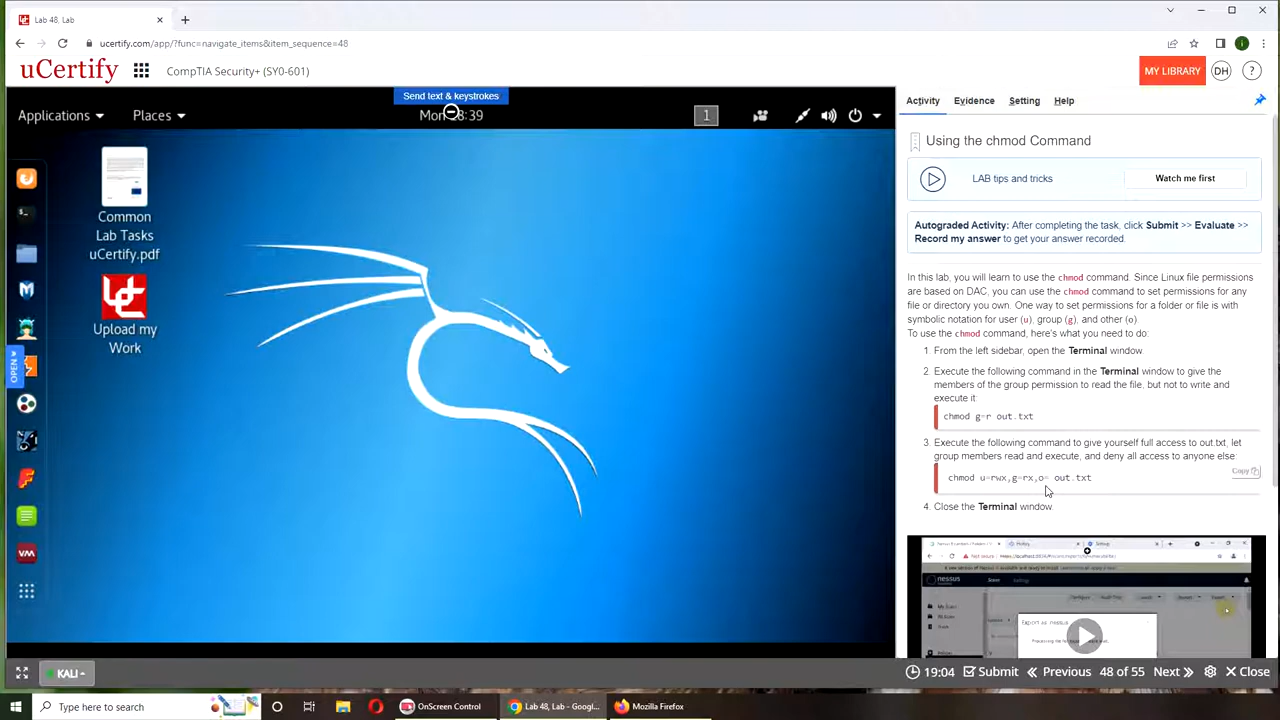 Lab 48, Lab
ucertify.com/app/?func=navigate_items&item_sequence=48
uCertify
CompTIA Security+ (SY0-601)
MY LIBRARY
DH
?
Send text & keystrokes
Applications
Places
1
Activity
Evidence
Setting
Help
Using the chmod Command
LAB tips and tricks
Watch me first
Autograded Activity: After completing the task, click Submit >> Evaluate >>
Record my answer to get your answer recorded.
In this lab, you will learn to use the chmod command. Since Linux file permissions
are based on DAC, you can use the chmod command to set permissions for any
file or directory you own. One way to set permissions for a folder or file is with
symbolic notation for user (u), group (g), and other (o)
To use the chmod command, here's what you need to do:
1. From the left sidebar, open the Terminal window.
2. Execute the following command in the Terminal window to give the
members of the group permission to read the file, but not to write and
execute it:
chmod g=r out.txt
3. Execute the following command to give yourself full access to out.txt, let
group members read and execute, and deny all access to anyone else:
Copy
chmod u=rwx,g=rx,o= out.txt
4. Close the Terminal window.
Common
Lab Tasks
uCertify.pdf
Upload my
Work
OPEN
vm
nessus
Export as nessus
KALI
19:04
Submit
Previous
48 of 55
Next
Close
Type here to search
OnScreen Control
Lab 48, Lab - Googl...
Mozilla Firefox